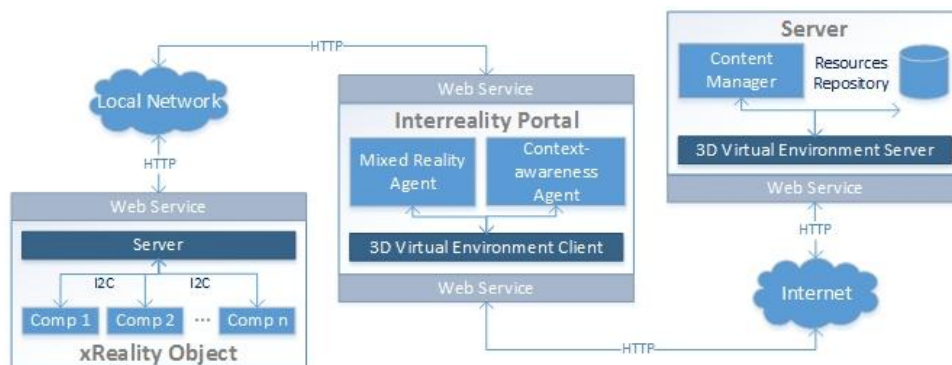 HTTP
Local Network
HTTP
Web Service
Server
I2C
I2C
Comp 1
Comp 2
...
Comp n
xReality Object
Web Service
Interreality Portal
Mixed Reality
Agent
Context-
awareness
Agent
3D Virtual Environment Client
Web Service
HTTP
Server
Content
Manager
Resources
Repository
3D Virtual Environment Server
Web Service
HTTP
Internet